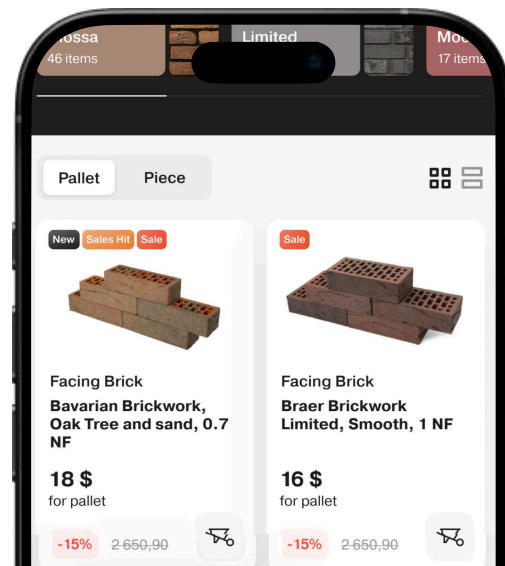 Limited
46 items
17 items
Pallet
Piece
New
Sales Hit
Sale
Sale
Facing Brick
Bavarian Brickwork,
Oak Tree and sand, 0.7
NF
18 $
for pallet
-15%
2 650,90
Facing Brick
Braer Brickwork
Limited, Smooth, 1 NF
16 $
for pallet
-15%
2 650,90